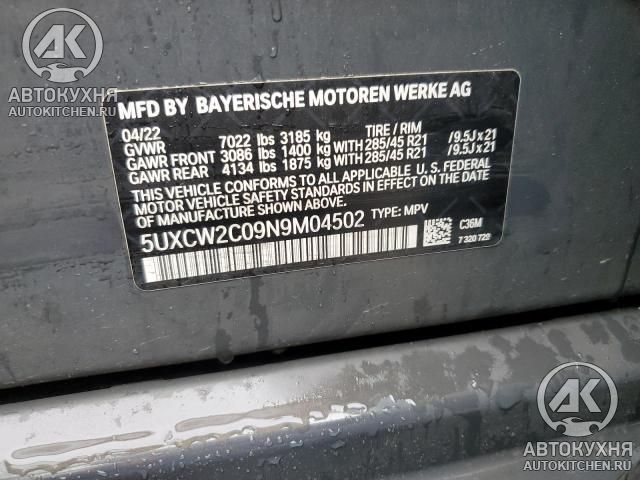 AK
АВТОКУХНЯ
AUTOKITCHEN.RU
MFD BY BAYERISCHE MOTOREN WERKE AG
04/22
GVWR 7022 lbs 3185 kg TIRE / RIM
GAWR FRONT 3086 lbs 1400 kg WITH 285/45 R21 /9.5Jx21
GAWR REAR 4134 lbs 1875 kg WITH 285/45 R21 /9.5Jx21
THIS VEHICLE CONFORMS TO ALL APPLICABLE U. S. FEDERAL
MOTOR VEHICLE SAFETY STANDARDS IN EFFECT ON THE DATE
OF MANUFACTURE SHOWN ABOVE.
5UXCW2C09N9M04502 TYPE: MPV
C36M
7 320 729
AK
АВТОКУХНЯ
AUTOKITCHEN.RU